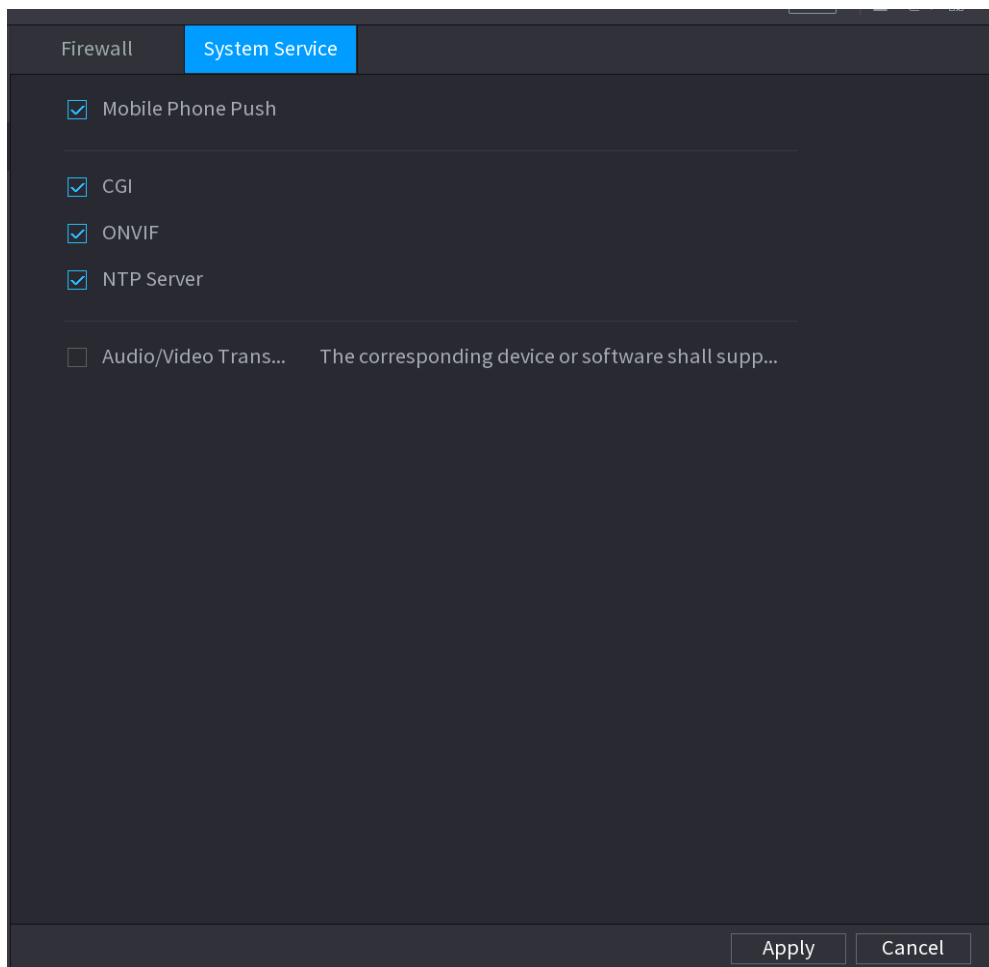 Firewall System Service
Mobile Phone Push
CGI
ONVIF
NTP Server
Audio/Video Trans... The corresponding device or software shall supp...
Apply Cancel